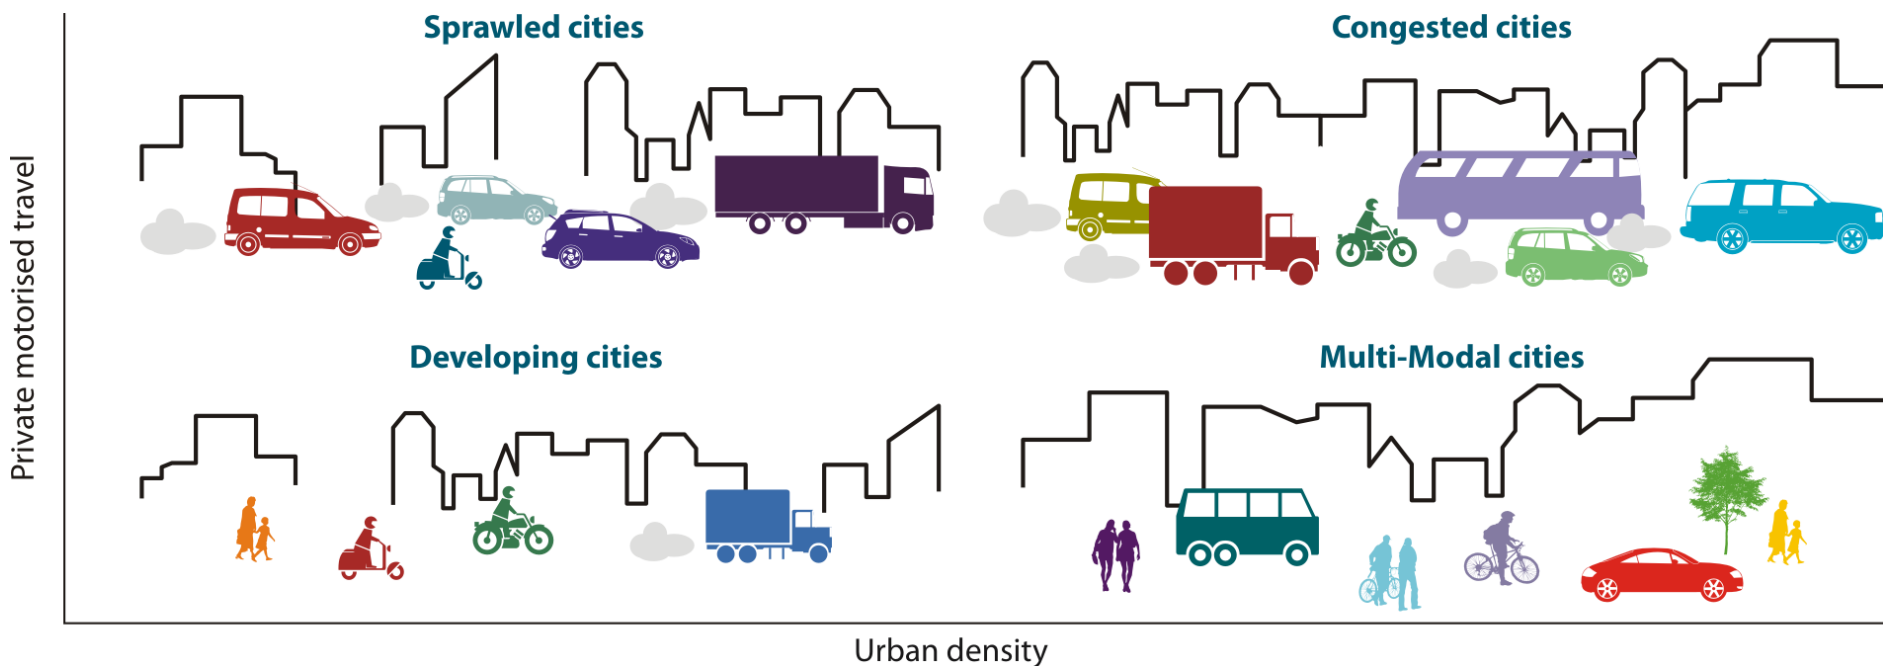 Sprawled cities
Congested cities
Private motorised travel
Developing cities
Multi-Modal cities
Urban density